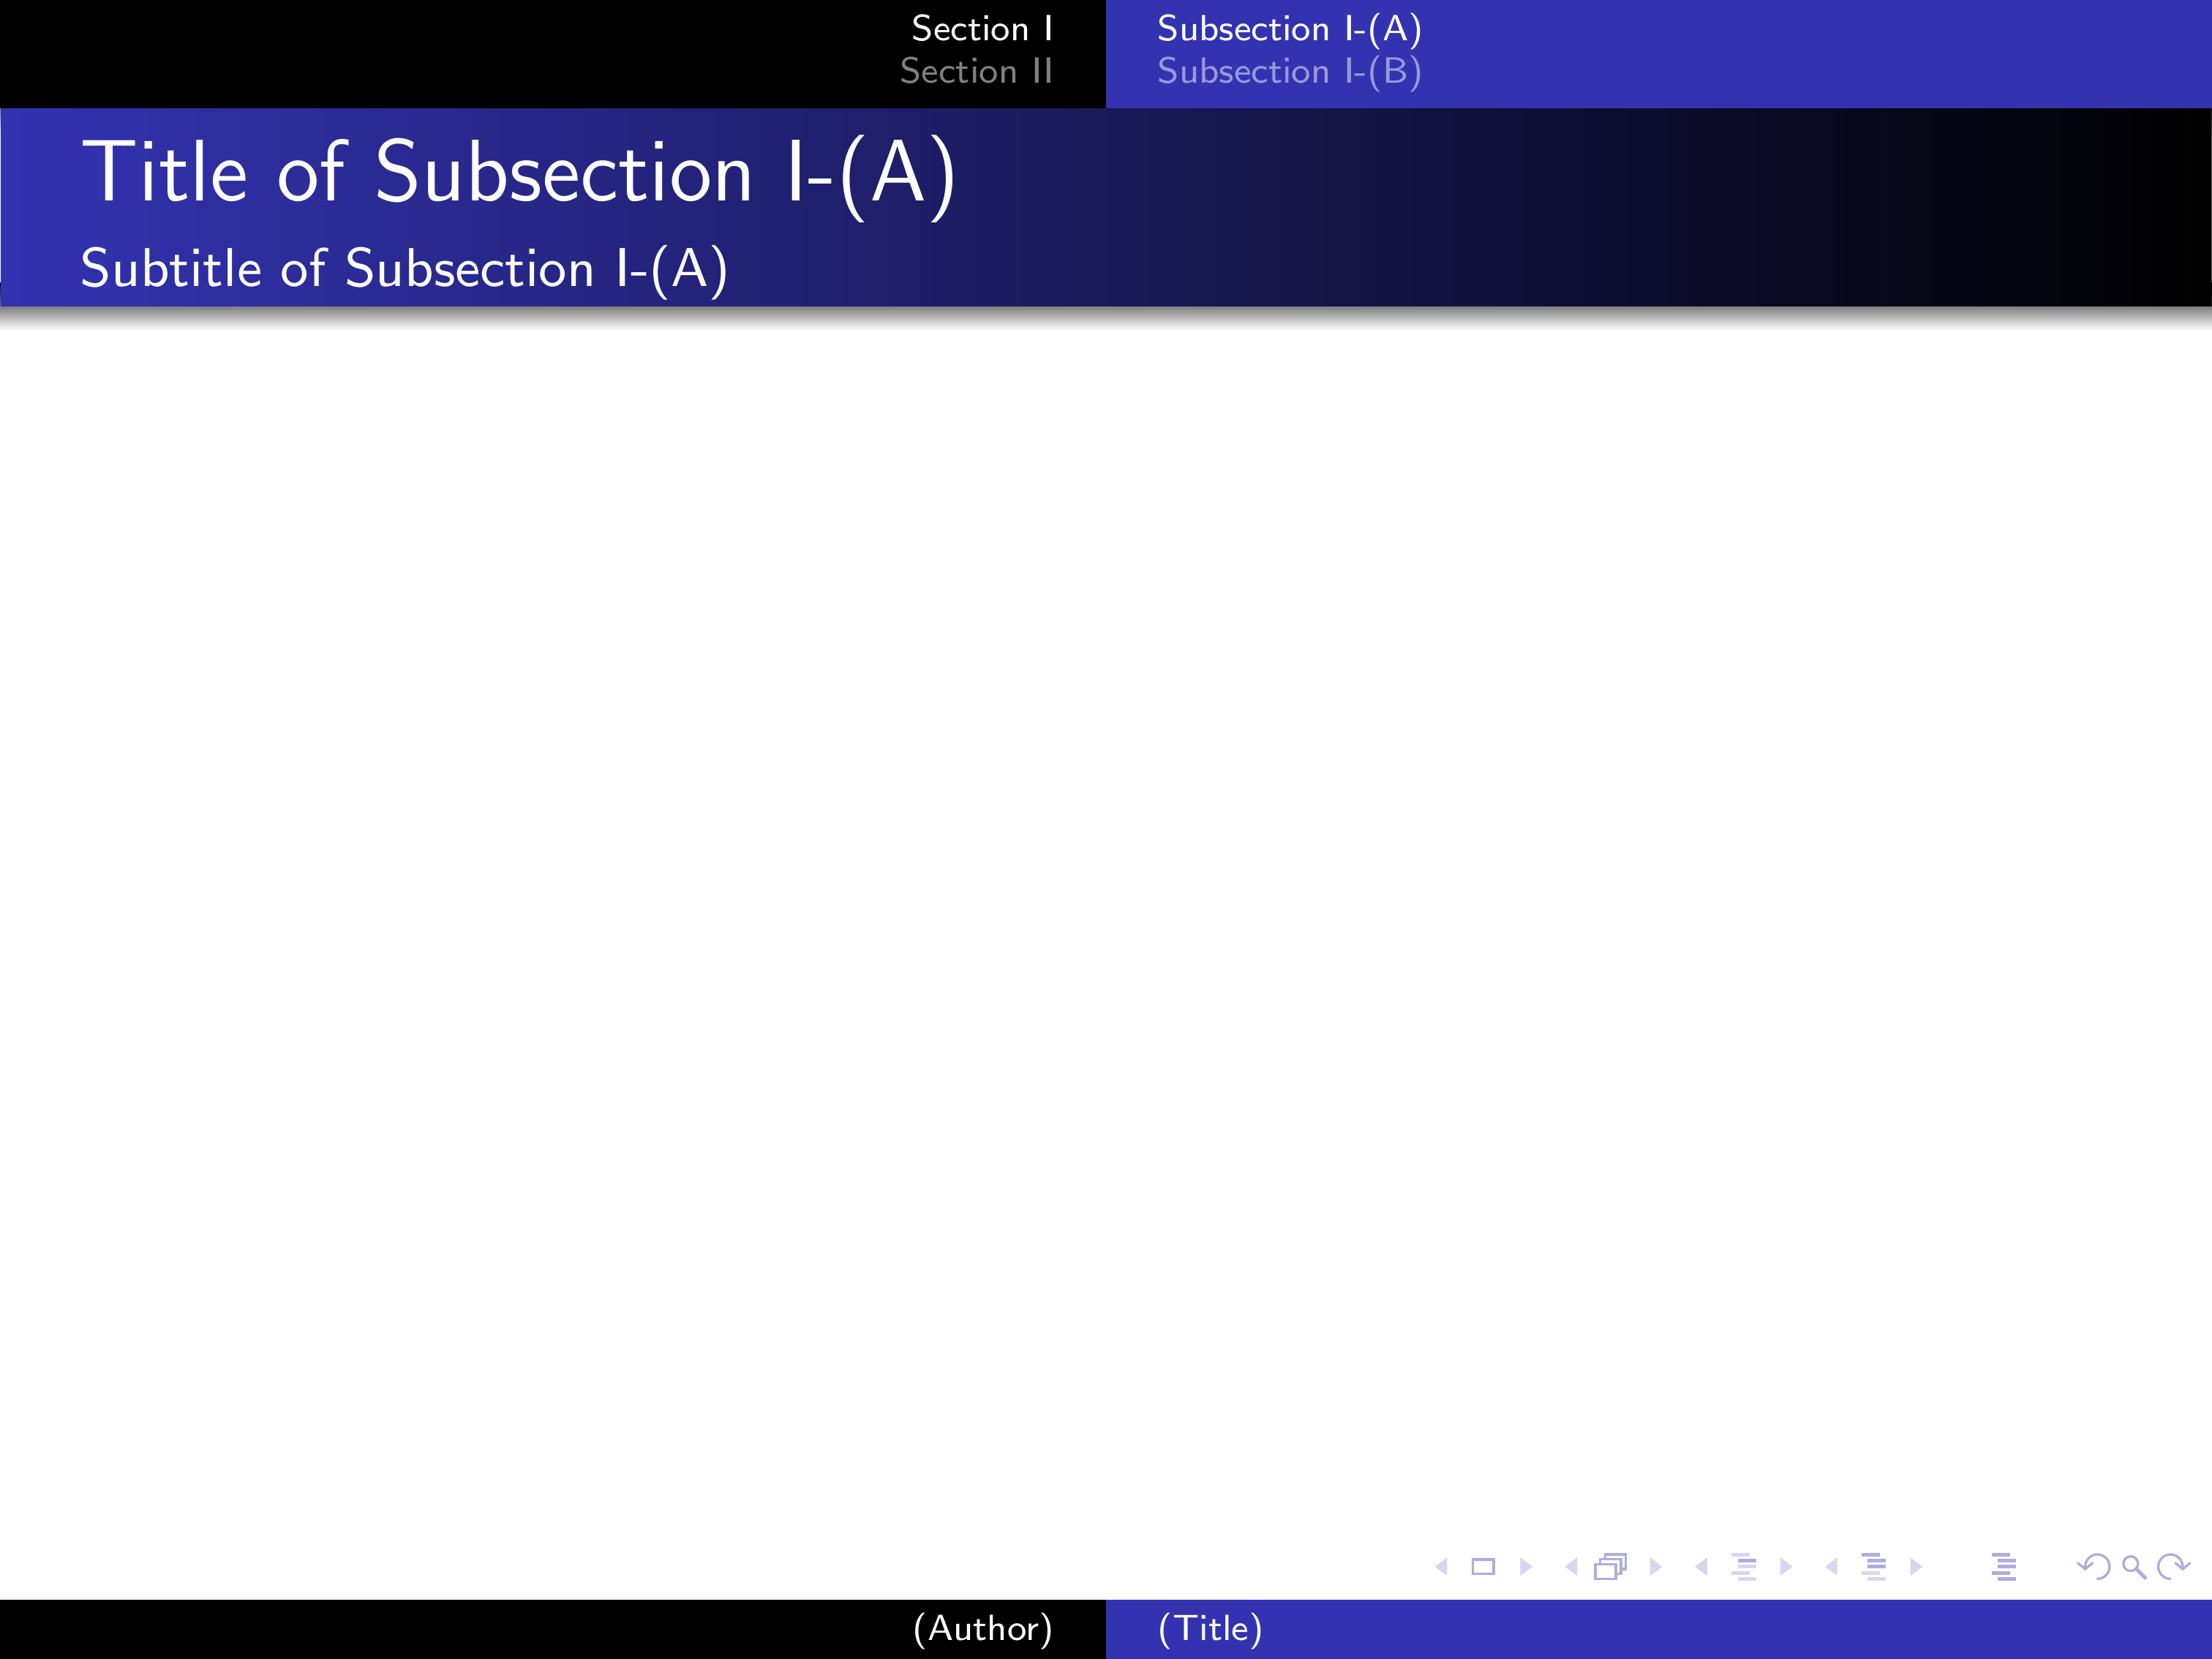 Section I
Section II
Subsection I-(A)
Subsection I-(B)
Title of Subsection I-(A)
Subtitle of Subsection I-(A)
(Author)
(Title)